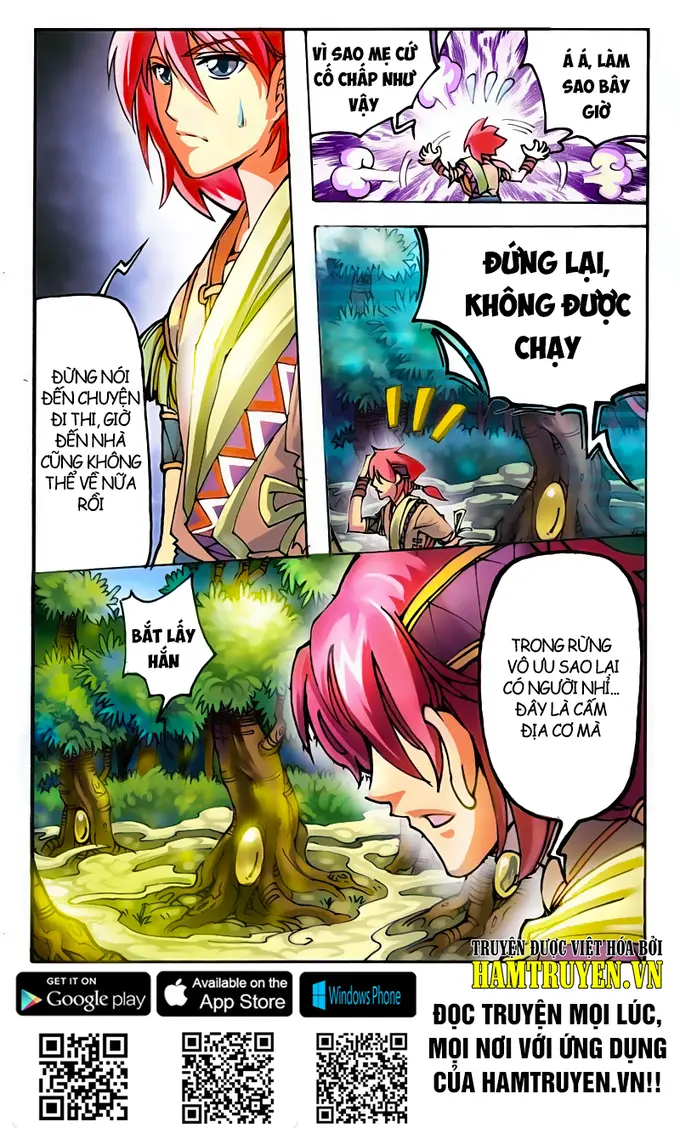 VÌ SAO MẸ CỨ
CỐ CHẤP NHƯ
VẬY
Á Á, LÀM
SAO BÂY
GIỜ
ĐỨNG LẠI,
KHÔNG ĐƯỢC
CHẠY
ĐỪNG NÓI
ĐẾN CHUYỆN
ĐI THI, GIỜ
ĐẾN NHÀ
CŨNG KHÔNG
THỂ VỀ NỮA
RỒI
BẮT LẤY
HẮN
TRONG RỪNG
VÔ ƯU SAO LẠI
CÓ NGƯỜI NHỈ...
ĐÂY LÀ CẤM
ĐỊA CƠ MÀ
TRUYỆN ĐƯỢC VIỆT HÓA BỞI
HAMTRUYEN.VN
GET IT ON
Google play
Available on the
App Store
Windows Phone
ĐỌC TRUYỆN MỌI LÚC,
MỌI NƠI VỚI ỨNG DỤNG
CỦA HAMTRUYEN.VN!!